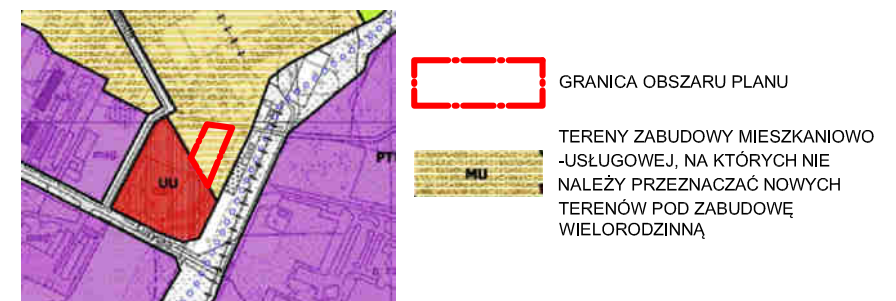 UU
GRANICA OBSZARU PLANU
MU
TERENY ZABUDOWY MIESZKANIOWO
-USŁUGOWEJ, NA KTÓRYCH NIE
NALEŻY PRZEZNACZAĆ NOWYCH
TERENÓW POD ZABUDOWĘ
WIELORODZINNĄ